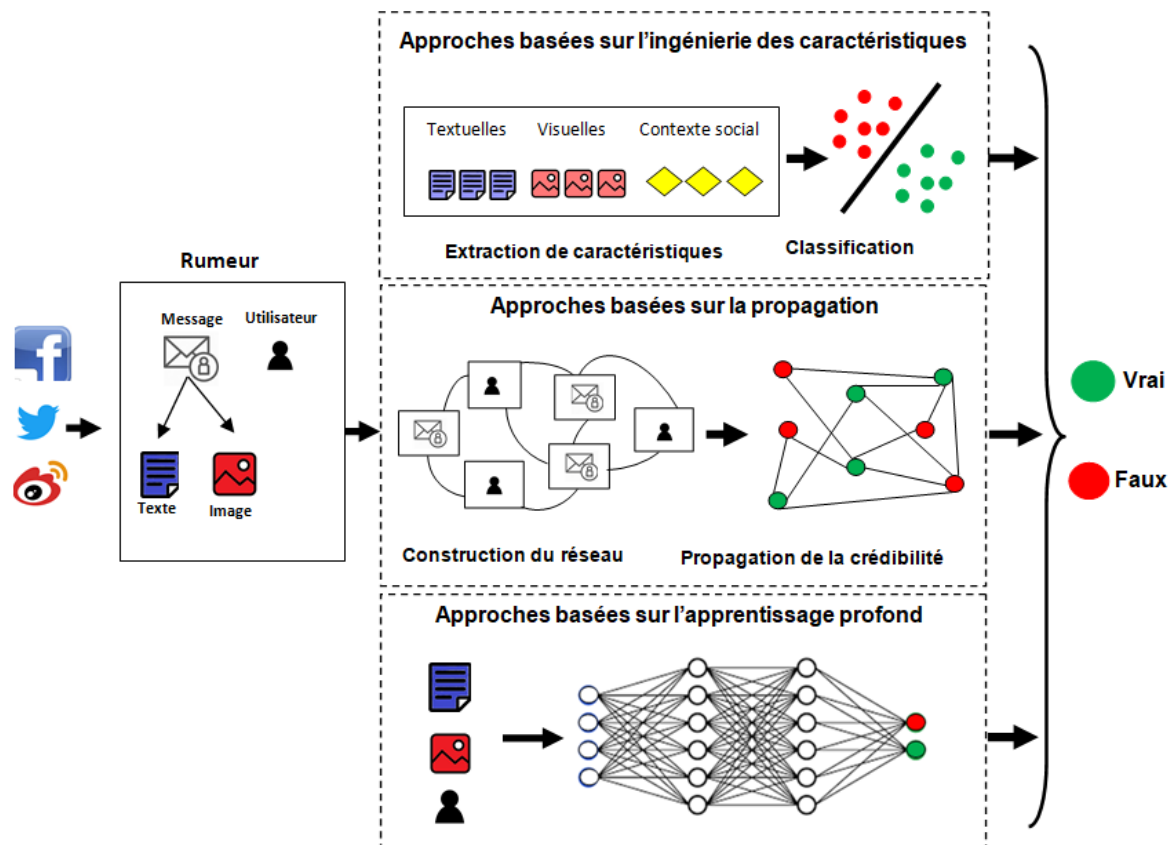 Approches basées sur l'ingénierie des caractéristiques
Textuelles Visuelles Contexte social
Extraction de caractéristiques Classification
Rumeur
Message Utilisateur
Texte Image
Approches basées sur la propagation
Construction du réseau Propagation de la crédibilité
Approches basées sur l'apprentissage profond
Vrai
Faux